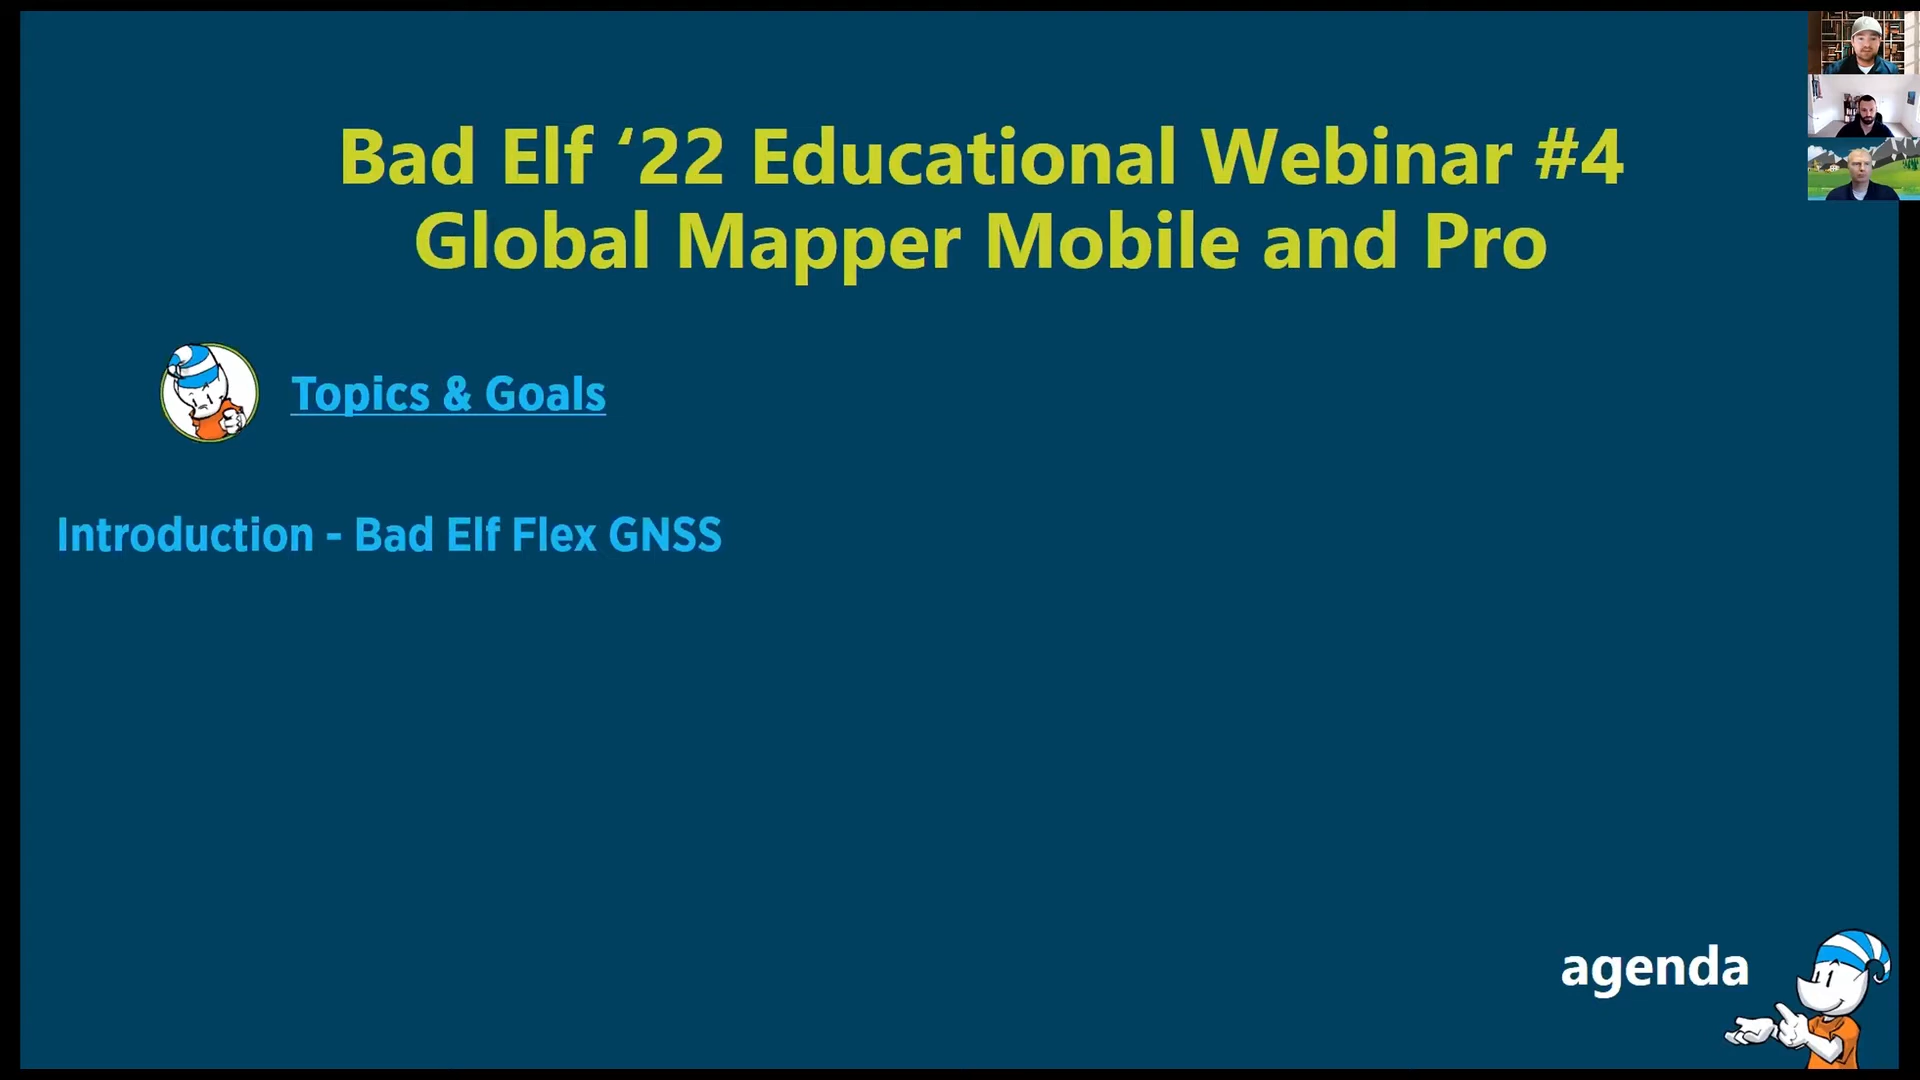 Bad Elf ‘22 Educational Webinar #4
Global Mapper Mobile and Pro
Topics & Goals
Introduction - Bad Elf Flex GNSS
agenda